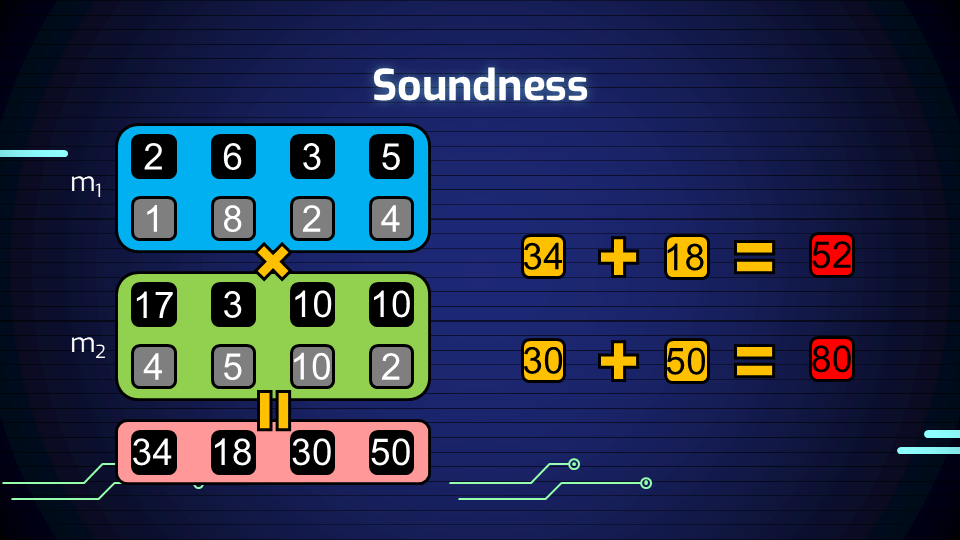 Soundness
m₁
2 6 3 5
1 8 2 4
×
m₂
17 3 10 10
4 5 10 2
=
34 18 30 50
34 + 18 = 52
30 + 50 = 80